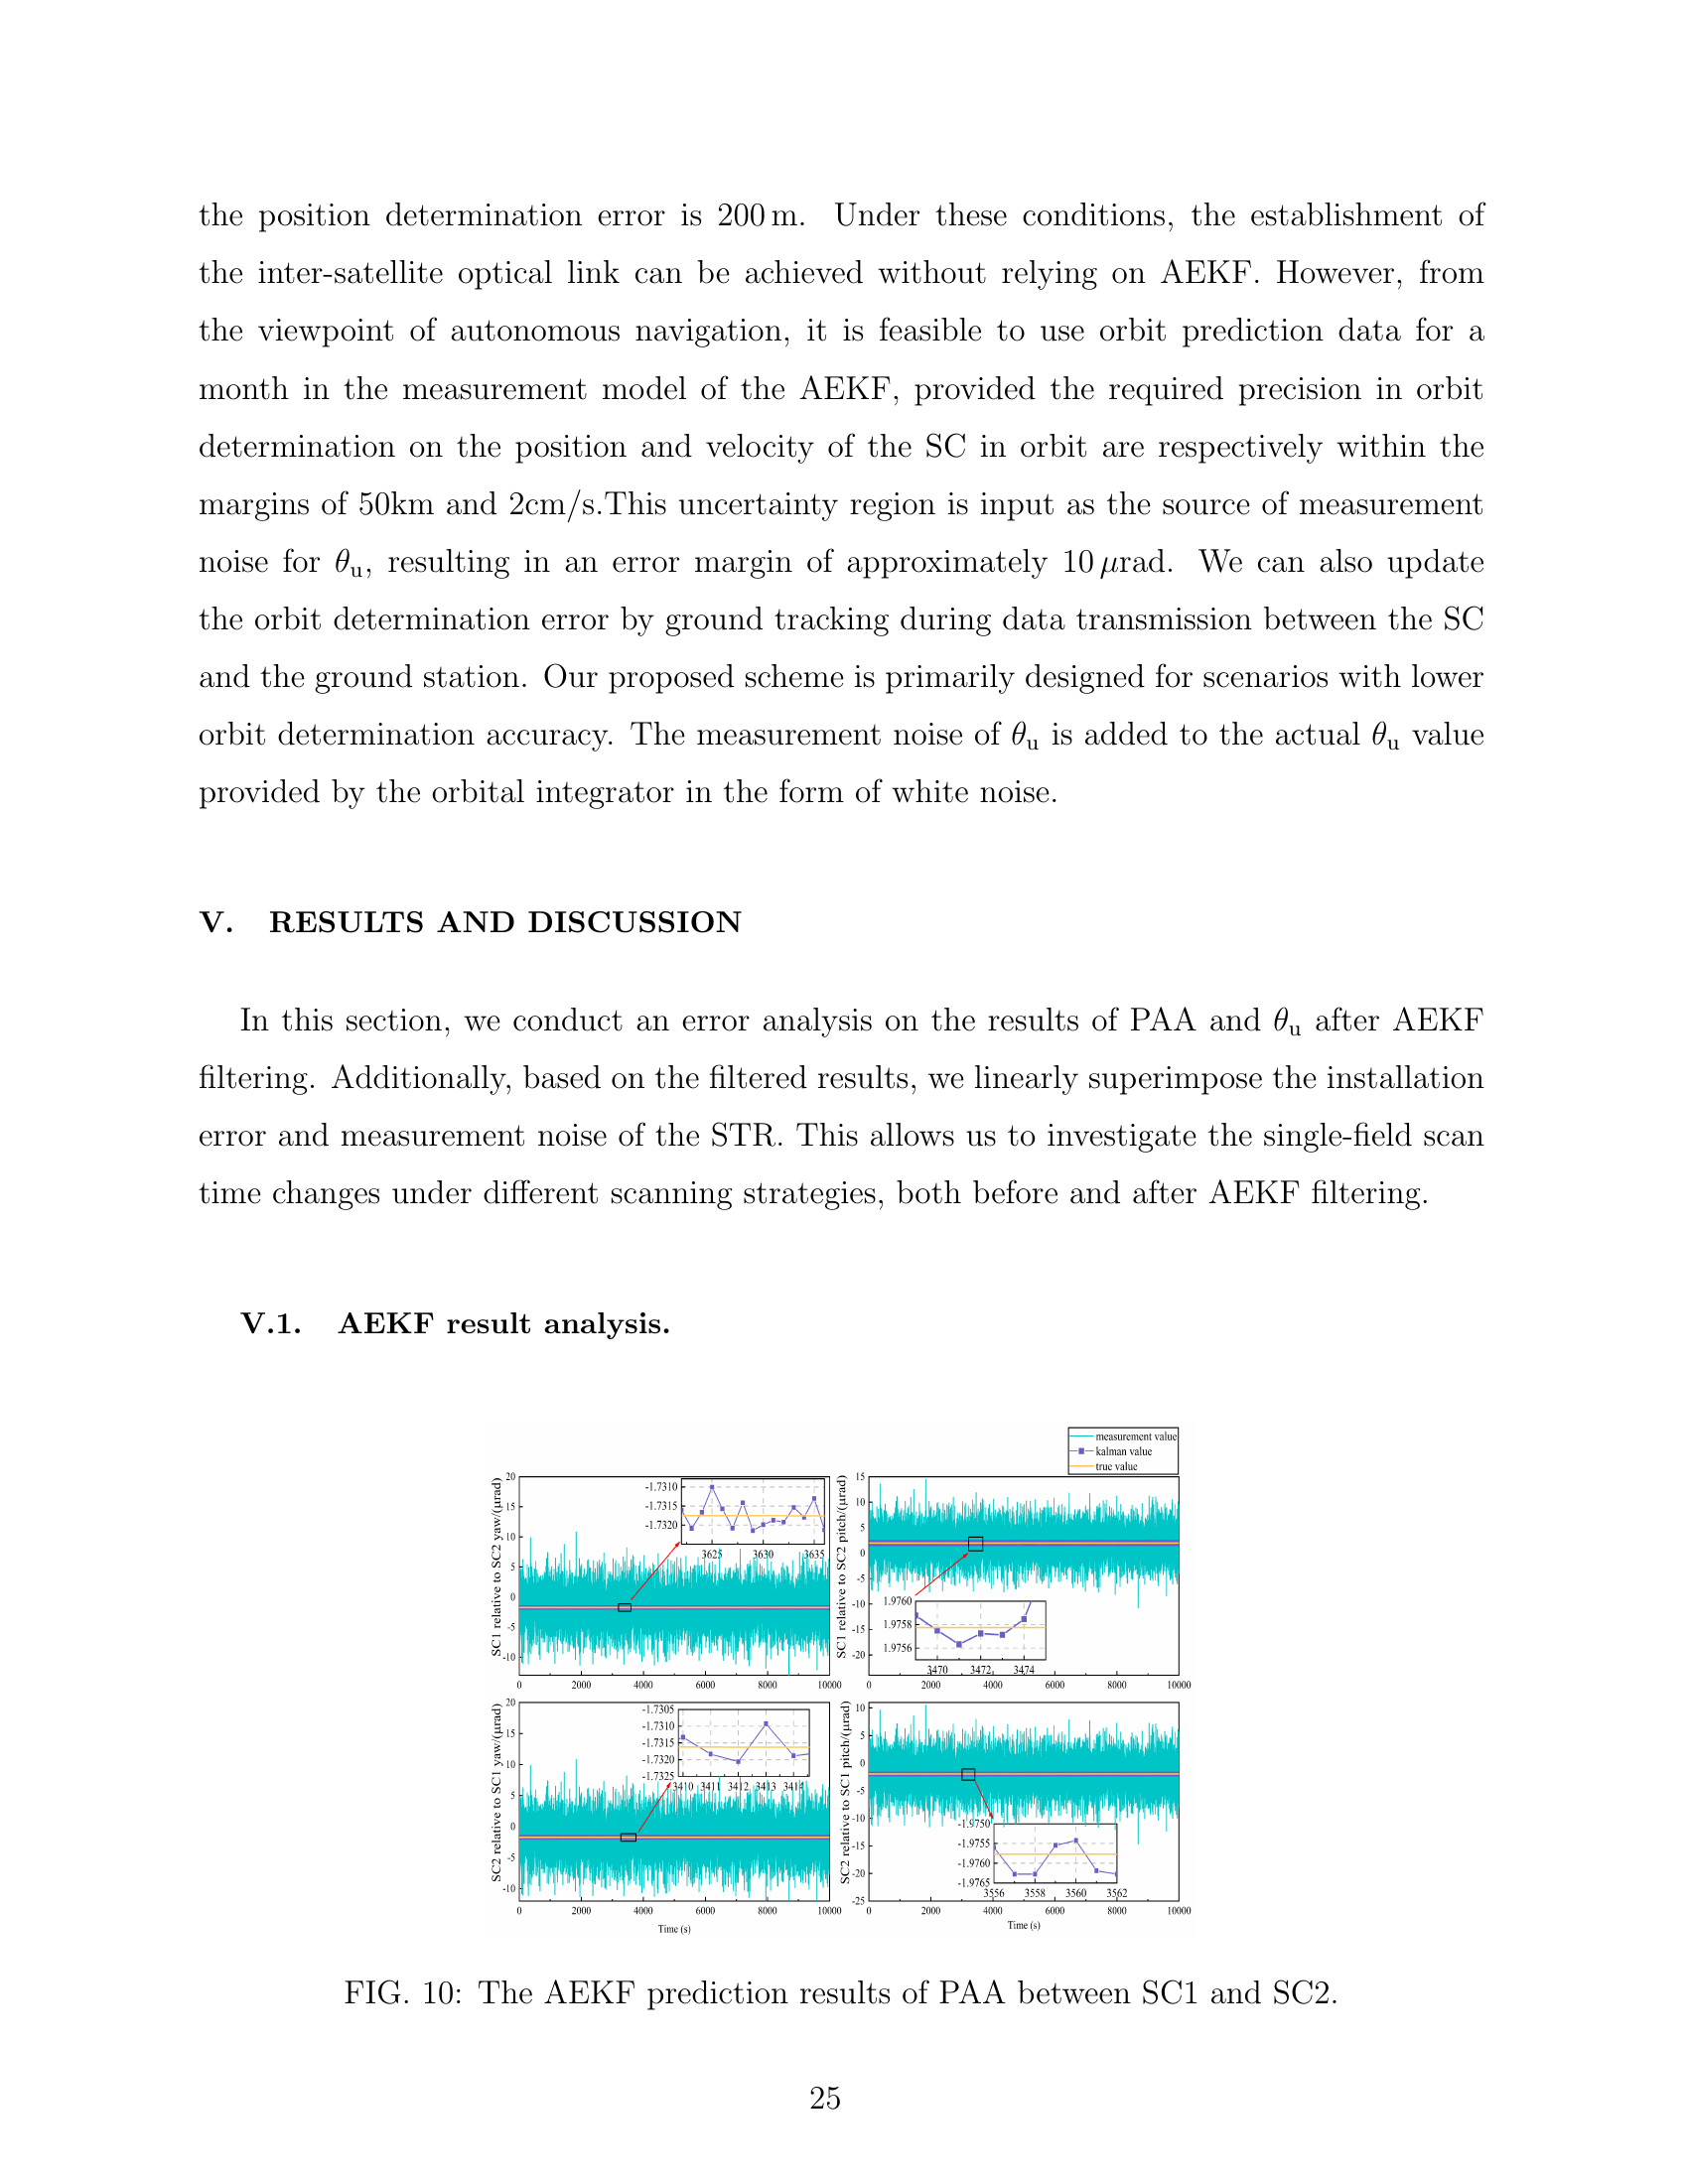 the position determination error is 200 m. Under these conditions, the establishment of
the inter-satellite optical link can be achieved without relying on AEKF. However, from
the viewpoint of autonomous navigation, it is feasible to use orbit prediction data for a
month in the measurement model of the AEKF, provided the required precision in orbit
determination on the position and velocity of the SC in orbit are respectively within the
margins of 50km and 2cm/s.This uncertainty region is input as the source of measurement
noise for θu, resulting in an error margin of approximately 10 μrad. We can also update
the orbit determination error by ground tracking during data transmission between the SC
and the ground station. Our proposed scheme is primarily designed for scenarios with lower
orbit determination accuracy. The measurement noise of θu is added to the actual θu value
provided by the orbital integrator in the form of white noise.
V. RESULTS AND DISCUSSION
In this section, we conduct an error analysis on the results of PAA and θu after AEKF
filtering. Additionally, based on the filtered results, we linearly superimpose the installation
error and measurement noise of the STR. This allows us to investigate the single-field scan
time changes under different scanning strategies, both before and after AEKF filtering.
V.1. AEKF result analysis.
measurement value
kalman value
true value
SC1 relative to SC2 yaw/(μrad)
20
15
10
5
0
-5
-10
-1.7310
-1.7315
-1.7320
3625 3630 3635
0 2000 4000 6000 8000 10000
SC1 relative to SC2 pitch/(μrad)
15
10
5
0
-5
-10
-15
-20
1.9760
1.9758
1.9756
3470 3472 3474
0 2000 4000 6000 8000 10000
SC2 relative to SC1 yaw/(μrad)
20
15
10
5
0
-5
-10
-1.7305
-1.7310
-1.7315
-1.7320
-1.7325
3410 3411 3412 3413 3414
0 2000 4000 6000 8000 10000
Time (s)
SC2 relative to SC1 pitch/(μrad)
10
5
0
-5
-10
-15
-20
-25
-1.9750
-1.9755
-1.9760
-1.9765
3556 3558 3560 3562
0 2000 4000 6000 8000 10000
Time (s)
FIG. 10: The AEKF prediction results of PAA between SC1 and SC2.
25